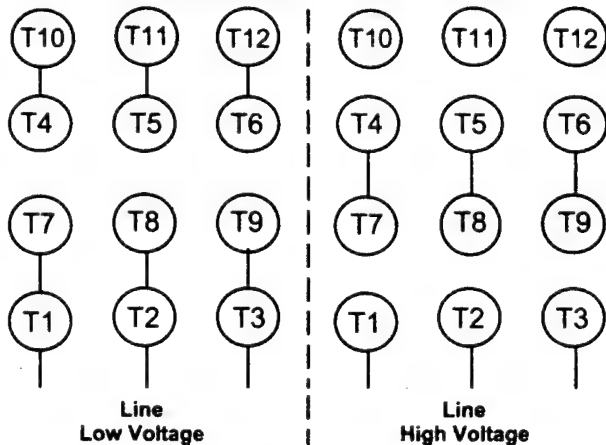 T10 T11 T12 T10 T11 T12
T4 T5 T6 T4 T5 T6
T7 T8 T9 T7 T8 T9
T1 T2 T3 T1 T2 T3
Line Line
Low Voltage High Voltage